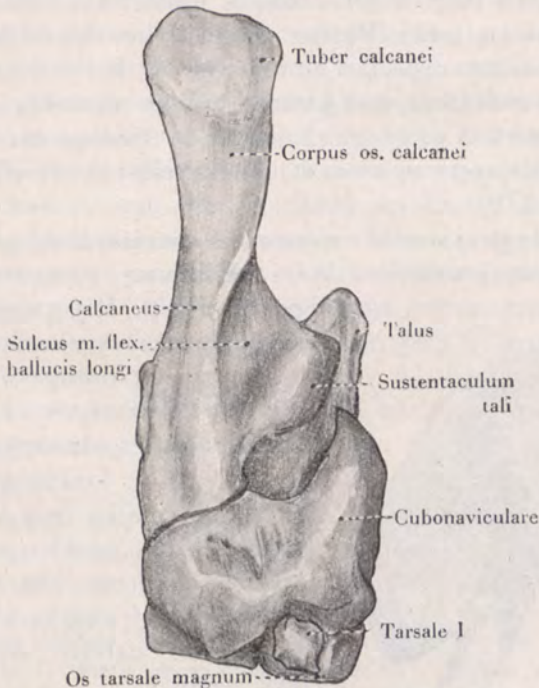 Tuber calcanei
Corpus os. calcanei
Calcaneus
Talus
Sulcus m. flex.
hallucis longi
Sustentaculum
tali
Cubonaviculare
Tarsale 1
Os tarsale magnum